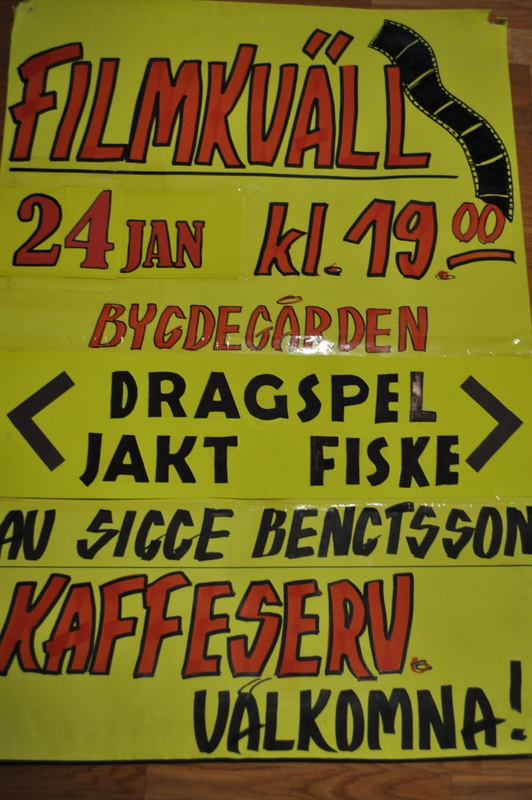 FILMKVÄLL
24 JAN kl. 19.00
BYGDEGÅRDEN
< DRAGSPEL >
JAKT FISKE
AV SIGGE BENGTSSON
KAFFESERV.
VÄLKOMNA!